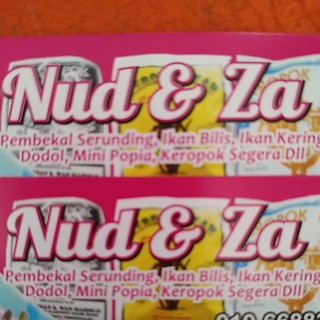 Nud & Za
Pembekal Serunding, Ikan Bilis, Ikan Kering
Dodol, Mini Popia, Keropok Segera Dll
Nud & Za
Pembekal Serunding, Ikan Bilis, Ikan Kering
Dodol, Mini Popia, Keropok Segera Dll